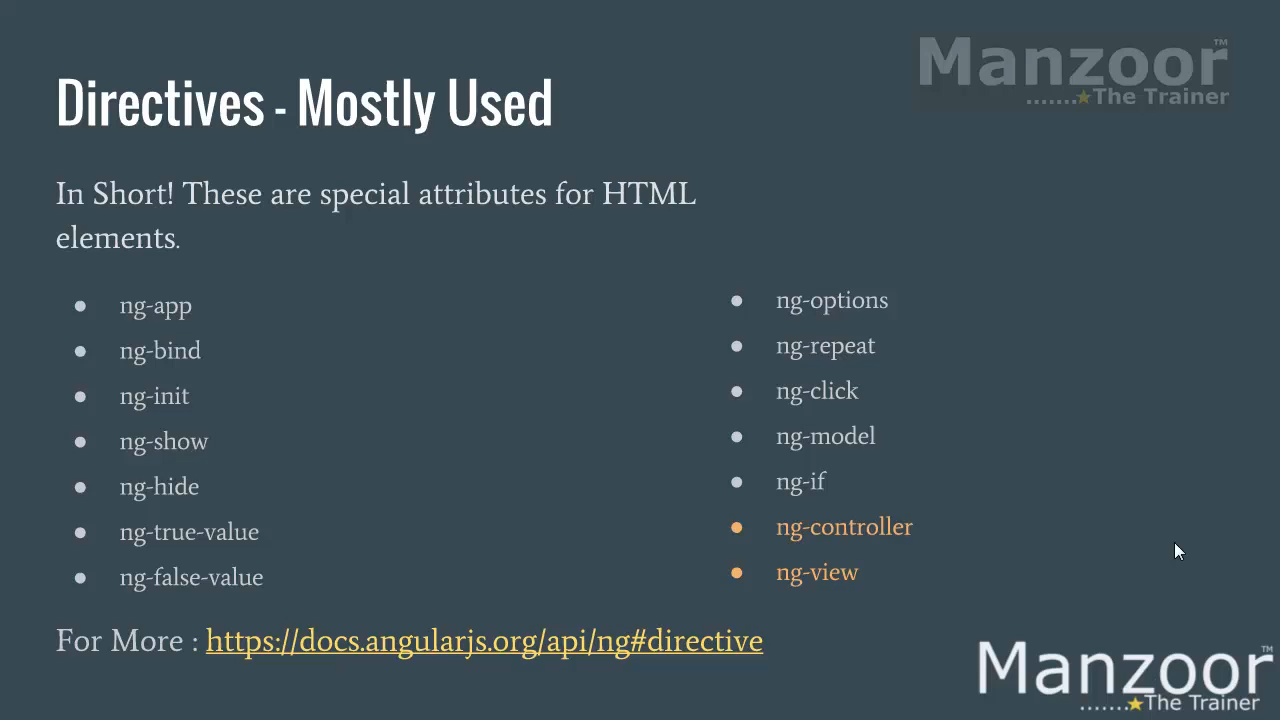 Manzoor™
.......★The Trainer
Directives - Mostly Used
In Short! These are special attributes for HTML
elements.
● ng-app
● ng-bind
● ng-init
● ng-show
● ng-hide
● ng-true-value
● ng-false-value
● ng-options
● ng-repeat
● ng-click
● ng-model
● ng-if
● ng-controller
● ng-view
For More : https://docs.angularjs.org/api/ng#directive
Manzoor™
.......★The Trainer